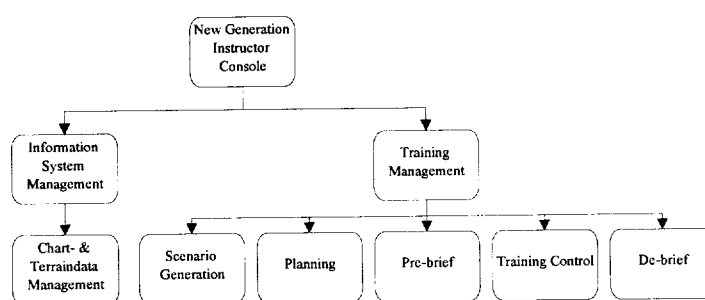 New Generation
Instructor
Console
Information
System
Management
Training
Management
Chart- &
Terraindata
Management
Scenario
Generation
Planning
Pre-brief
Training Control
De-brief